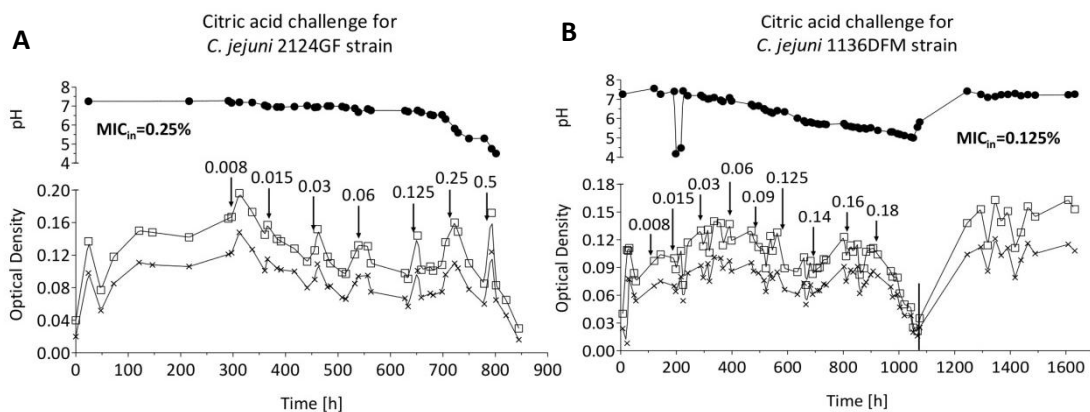 A
Citric acid challenge for
C. jejuni 2124GF strain
8
7
6
5
4
pH
MICin=0.25%
0.20
0.16
0.12
0.08
0.04
0.00
Optical Density
0.008
0.015
0.03
0.06
0.125
0.25
0.5
0 100 200 300 400 500 600 700 800 900
Time [h]
B
Citric acid challenge for
C. jejuni 1136DFM strain
8
7
6
5
4
pH
MICin=0.125%
0.18
0.15
0.12
0.09
0.06
0.03
0.00
Optical Density
0.008
0.015
0.03
0.06
0.09
0.125
0.14
0.16
0.18
0 200 400 600 800 1000 1200 1400 1600
Time [h]